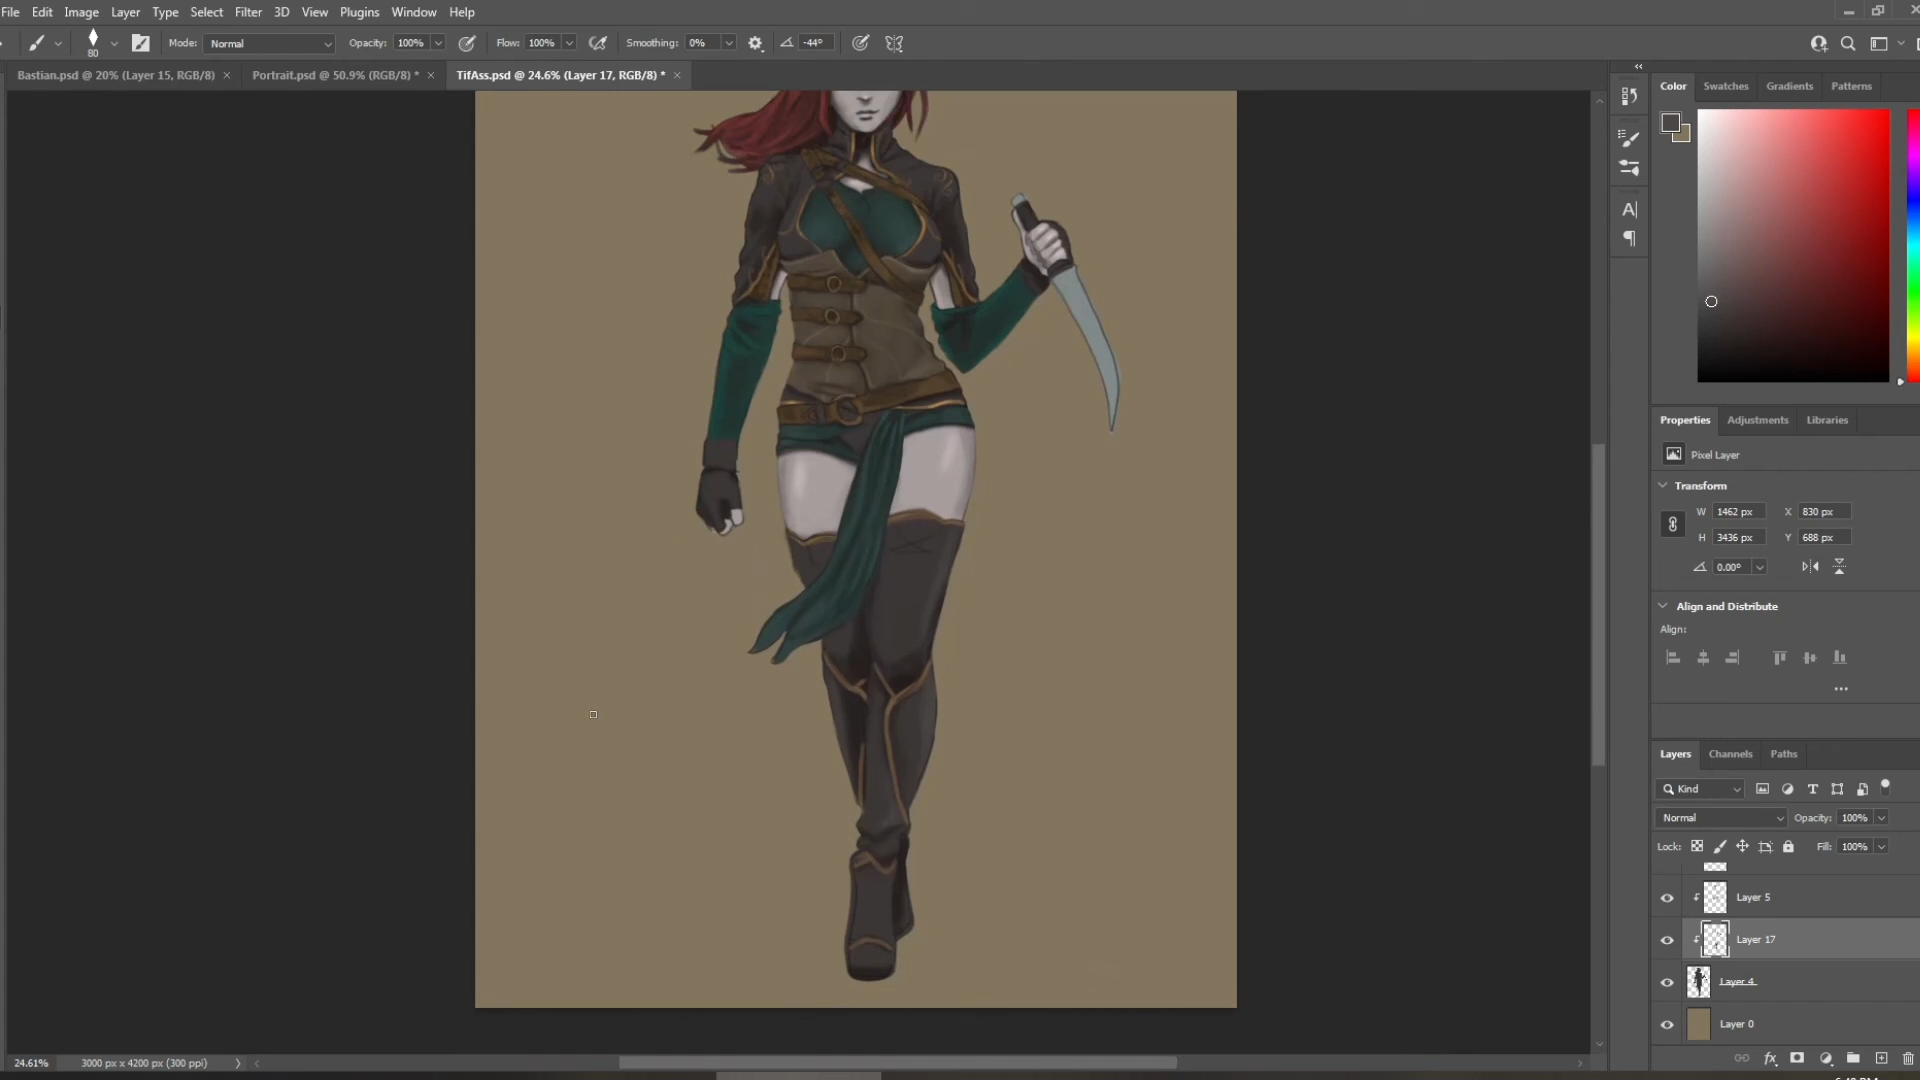 File Edit Image Layer Type Select Filter 3D View Plugins Window Help
80 Mode: Normal Opacity: 100% Flow: 100% Smoothing: 0% -44°
Bastian.psd @ 20% (Layer 15, RGB/8) × Portrait.psd @ 50.9% (RGB/8) * × TifAss.psd @ 24.6% (Layer 17, RGB/8) * ×
Color Swatches Gradients Patterns
Properties Adjustments Libraries
Pixel Layer
Transform
W 1462 px X 830 px
H 3436 px Y 688 px
0.00°
Align and Distribute
Align:
Layers Channels Paths
Kind
Normal Opacity: 100%
Lock: Fill: 100%
Layer 5
Layer 17
Layer 4
Layer 0
24.61% 3000 px x 4200 px (300 ppi)